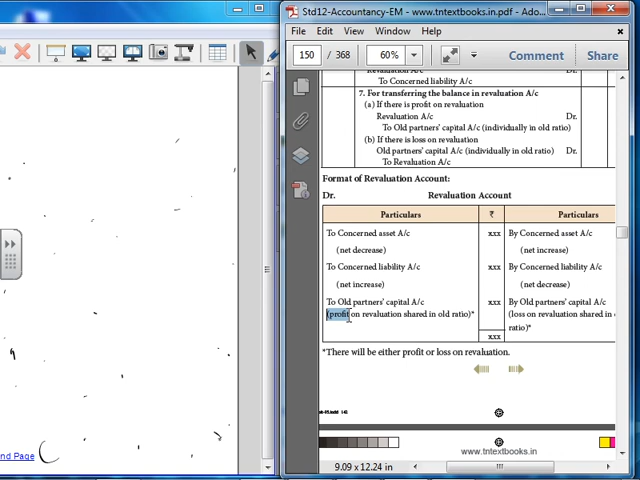 Std12-Accountancy-EM - www.tntextbooks.in.pdf - Ado...
File Edit View Window Help
150 / 368 60% Comment Share
Revaluation A/c Dr.
To Concerned liability A/c
7. For transferring the balance in revaluation A/c
(a) If there is profit on revaluation
Revaluation A/c Dr.
To Old partners' capital A/c (individually in old ratio)
(b) If there is loss on revaluation
Old partners' capital A/c (individually in old ratio) Dr.
To Revaluation A/c
Format of Revaluation Account:
Dr. Revaluation Account
Particulars ₹ Particulars
To Concerned asset A/c xxx By Concerned asset A/c
(net decrease) (net increase)
To Concerned liability A/c xxx By Concerned liability A/c
(net increase) (net decrease)
To Old partners' capital A/c xxx By Old partners' capital A/c
(profit on revaluation shared in old ratio)* (loss on revaluation shared in
ratio)*
xxx
*There will be either profit or loss on revaluation.
www.tntextbooks.in
nd Page
9.09 x 12.24 in